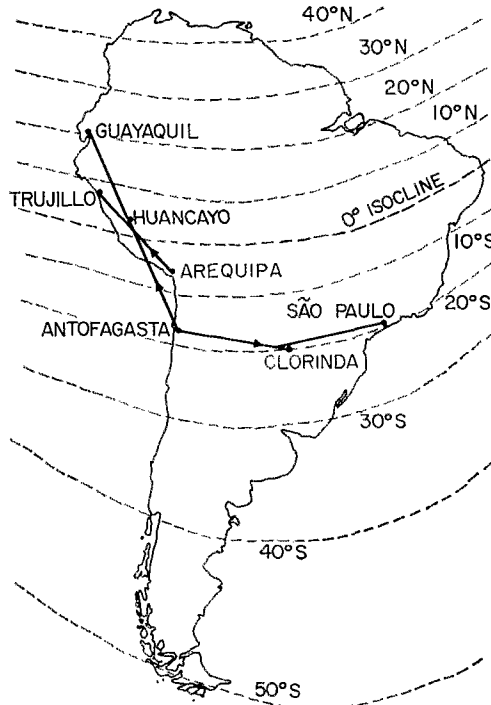 40°N
30°N
20°N
10°N
GUAYAQUIL
TRUJILLO
HUANCAYO
0° ISOCLINE
AREQUIPA
10°S
SÃO PAULO
20°S
ANTOFAGASTA
CLORINDA
30°S
40°S
50°S